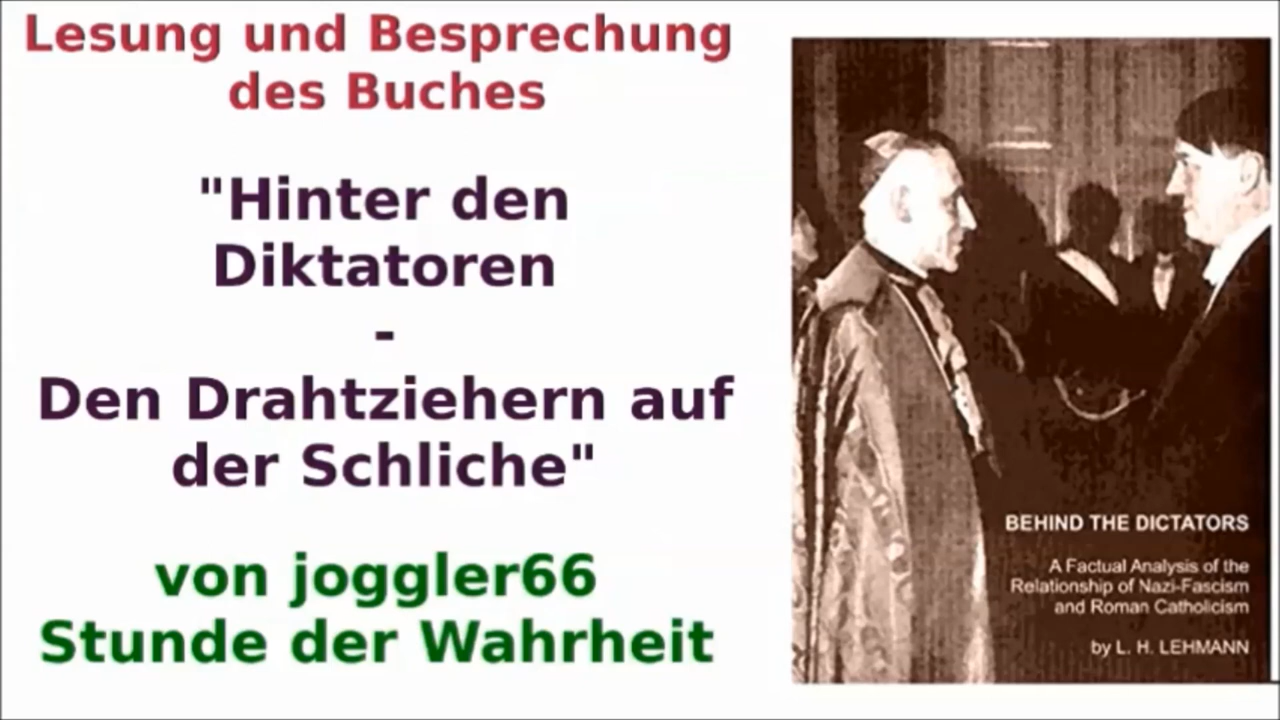 Lesung und Besprechung
des Buches
"Hinter den
Diktatoren
-
Den Drahtziehern auf
der Schliche"
von joggler66
Stunde der Wahrheit
BEHIND THE DICTATORS
A Factual Analysis of the
Relationship of Nazi-Fascism
and Roman Catholicism
by L. H. LEHMANN